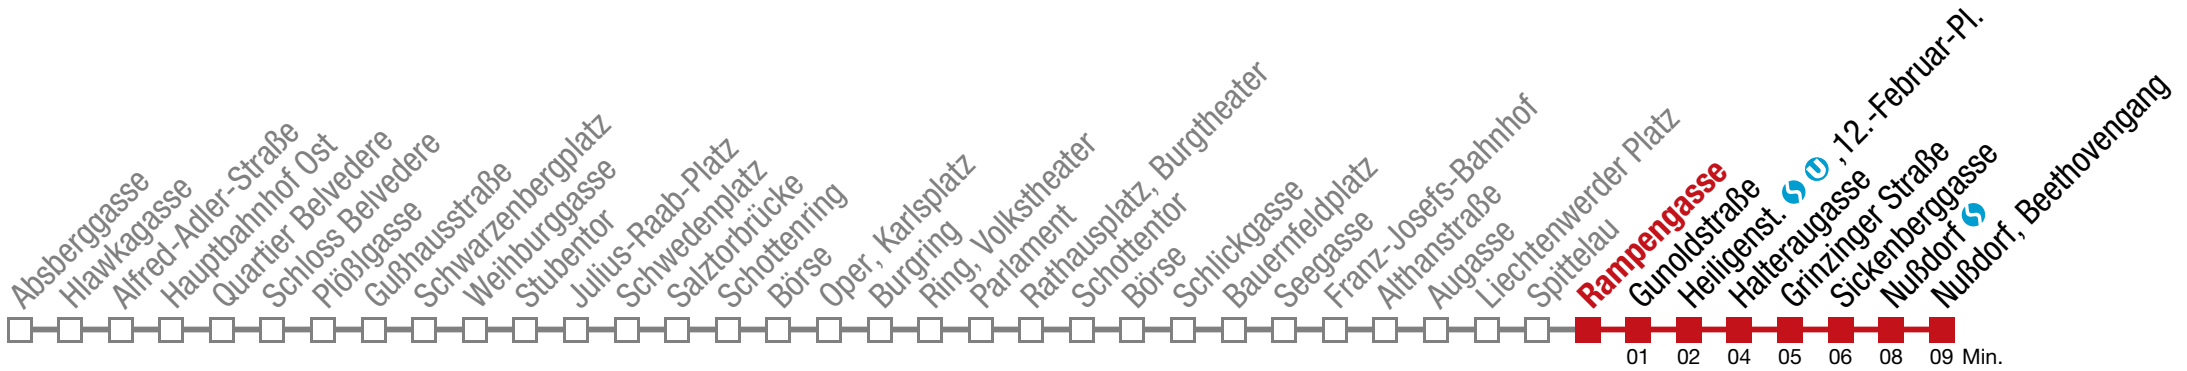 Absberggasse
Hlawkagasse
Alfred-Adler-Straße
Hauptbahnhof Ost
Quartier Belvedere
Schloss Belvedere
Plößlgasse
Gußhausstraße
Schwarzenbergplatz
Weihburggasse
Stubentor
Julius-Raab-Platz
Schwedenplatz
Salztorbrücke
Schottenring
Börse
Oper, Karlsplatz
Burgring
Ring, Volkstheater
Parlament
Rathausplatz, Burgtheater
Schottentor
Börse
Schlickgasse
Bauernfeldplatz
Seegasse
Franz-Josefs-Bahnhof
Althanstraße
Augasse
Liechtenwerder Platz
Spittelau
Rampengasse
Gunoldstraße
Heiligenst. S U , 12.-Februar-Pl.
Halteraugasse
Grinzinger Straße
Sickenberggasse
Nußdorf S
Nußdorf, Beethovengang
01 02 04 05 06 08 09 Min.